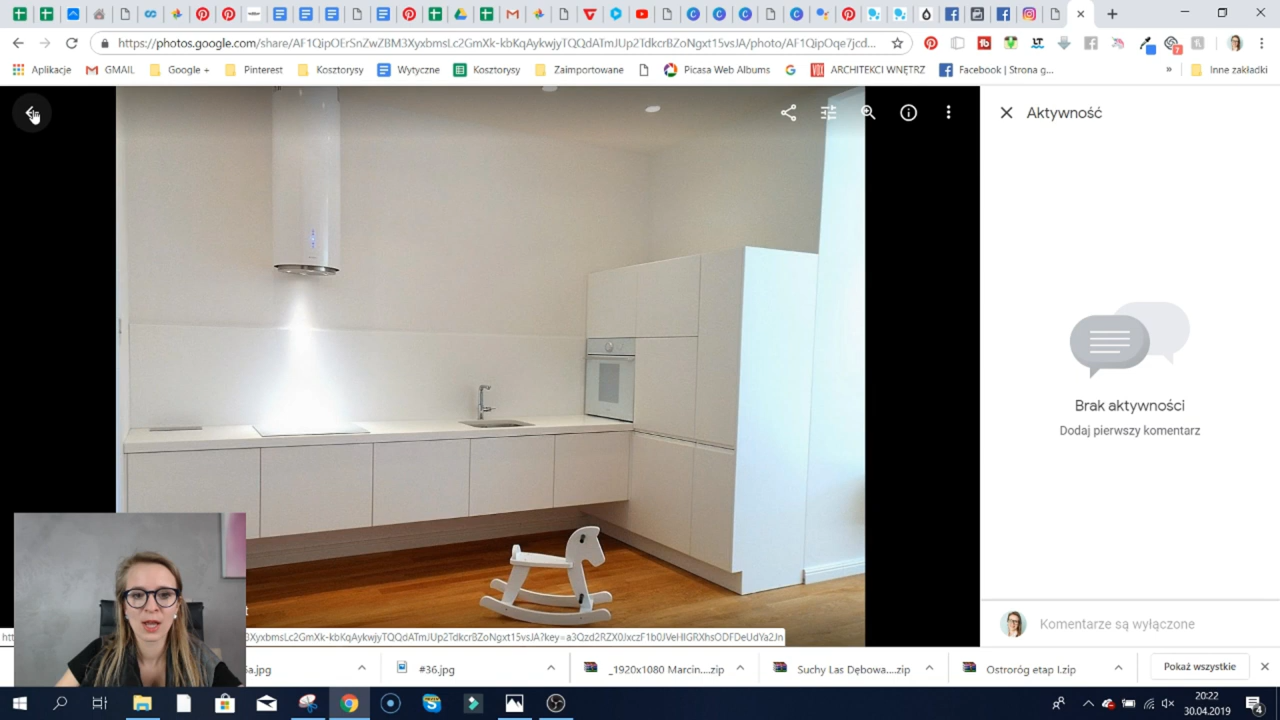 https://photos.google.com/share/AF1QipOErSnZwZBM3XyxbmsLc2GmXk-kbKqAykwjyTQQdATmJUp2TdkcrBZoNgxt15vsJA/photo/AF1QipOqe7jcd...
Aplikacje GMAIL Google + Pinterest Kosztorysy Wytyczne Kosztorysy Zaimportowane Picasa Web Albums ARCHITEKCI WNĘTRZ Facebook | Strona g... » Inne zakładki
Aktywność
Brak aktywności
Dodaj pierwszy komentarz
Komentarze są wyłączone
3XyxbmsLc2GmXk-kbKqAykwjyTQQdATmJUp2TdkcrBZoNgxt15vsJA?key=a3Qzd2RZX0JxczF1b0JVeHlGRXhsODFDeUdYa2Jn
a.jpg #36.jpg _1920x1080 Marcin....zip Suchy Las Dębowa....zip Ostroróg etap I.zip Pokaż wszystkie
20:22
30.04.2019
4